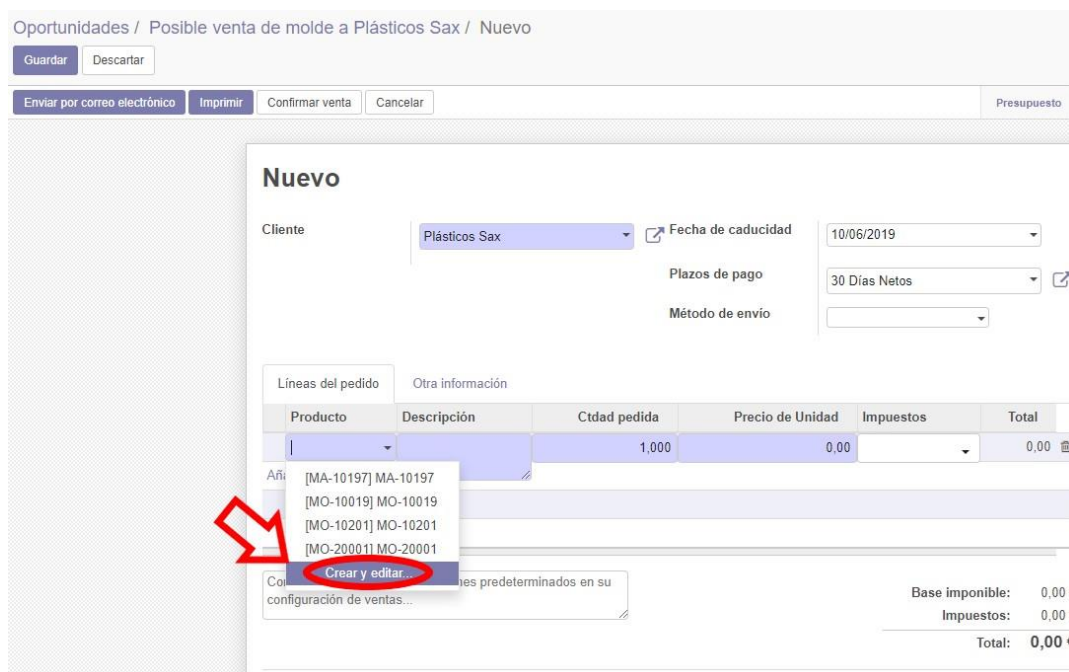 Oportunidades / Posible venta de molde a Plásticos Sax / Nuevo
Guardar Descartar
Enviar por correo electrónico Imprimir Confirmar venta Cancelar Presupuesto
Nuevo
Cliente Plásticos Sax Fecha de caducidad 10/06/2019
Plazos de pago 30 Días Netos
Método de envío
Líneas del pedido Otra información
Producto Descripción Ctdad pedida Precio de Unidad Impuestos Total
1,000 0,00 0,00
[MA-10197] MA-10197
[MO-10019] MO-10019
[MO-10201] MO-10201
[MO-20001] MO-20001
Crear y editar...
predeterminados en su
configuración de ventas...
Base imponible: 0,00
Impuestos: 0,00
Total: 0,00